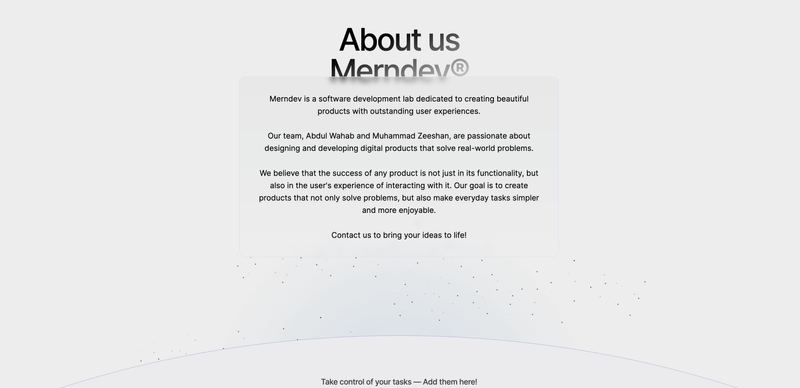 About us
Merndev®
Merndev is a software development lab dedicated to creating beautiful
products with outstanding user experiences.
Our team, Abdul Wahab and Muhammad Zeeshan, are passionate about
designing and developing digital products that solve real-world problems.
We believe that the success of any product is not just in its functionality, but
also in the user's experience of interacting with it. Our goal is to create
products that not only solve problems, but also make everyday tasks simpler
and more enjoyable.
Contact us to bring your ideas to life!
Take control of your tasks — Add them here!